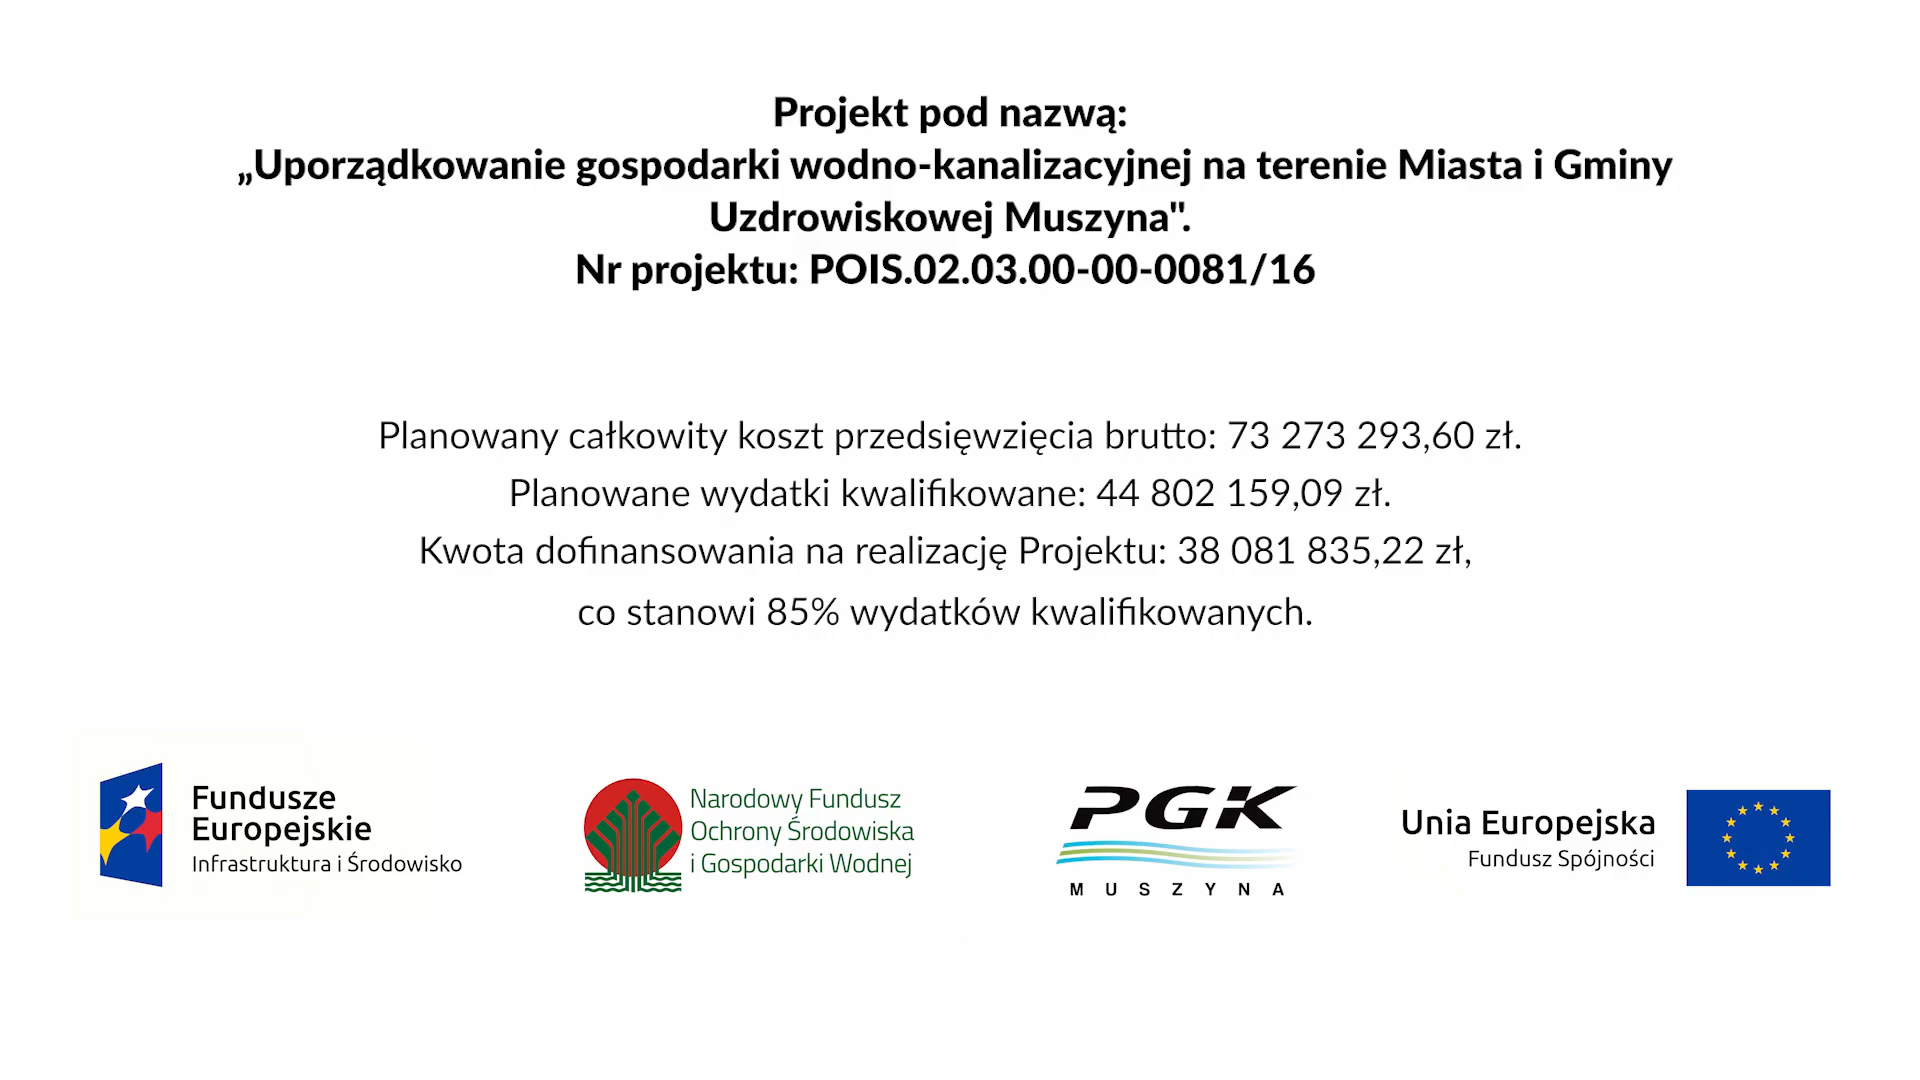 Projekt pod nazwą:
„Uporządkowanie gospodarki wodno-kanalizacyjnej na terenie Miasta i Gminy
Uzdrowiskowej Muszyna".
Nr projektu: POIS.02.03.00-00-0081/16
Planowany całkowity koszt przedsięwzięcia brutto: 73 273 293,60 zł.
Planowane wydatki kwalifikowane: 44 802 159,09 zł.
Kwota dofinansowania na realizację Projektu: 38 081 835,22 zł,
co stanowi 85% wydatków kwalifikowanych.
Fundusze
Europejskie
Infrastruktura i Środowisko
Narodowy Fundusz
Ochrony Środowiska
i Gospodarki Wodnej
PGK
MUSZYNA
Unia Europejska
Fundusz Spójności